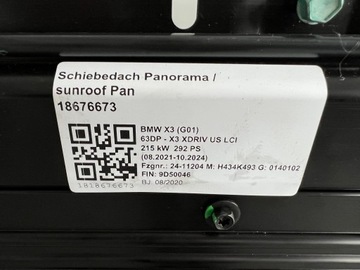 Schiebedach Panorama /
sunroof Pan
18676673
BMW X3 (G01)
63DP - X3 XDRIV US LCI
215 kW 292 PS
(08.2021-10.2024)
Fzgnr.: 24-11204 M: H434K493 G: 0140102
FIN: 9D50046
BJ: 08/2020
1818676673